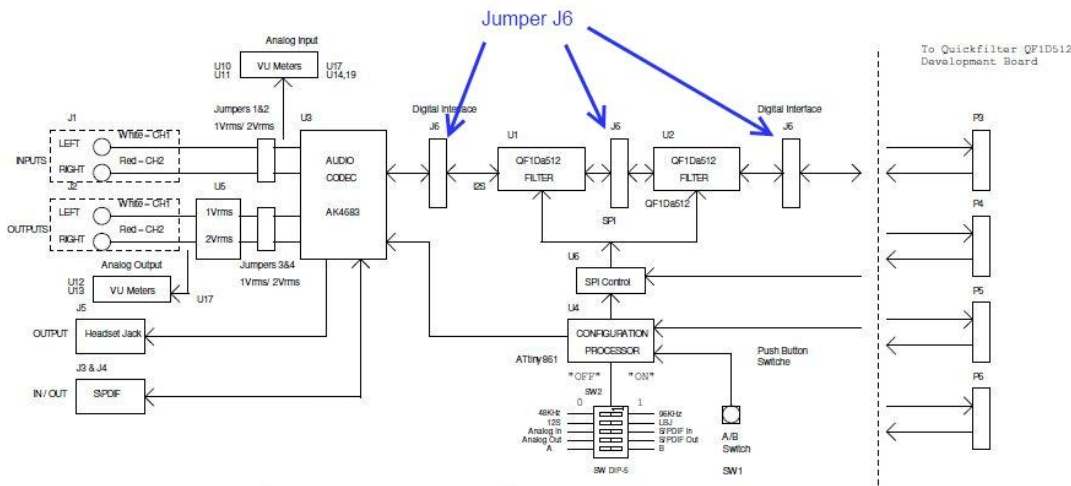 Jumper J6
To Quickfilter QF1D512
Development Board
Analog Input
U10
U11
VU Meters
U17
U14,19
Jumpers 1&2
1Vrms/ 2Vrms
U3
Digital Interface
J6
U1
J6
U2
Digital Interface
J6
P3
J1
LEFT
White - CH1
INPUTS
RIGHT
Red - CH2
J2
AUDIO
CODEC
AK4683
I2S
QF1Da512
FILTER
QF1Da512
FILTER
QF1Da512
SPI
U5
LEFT
White - CH1
1Vrms
OUTPUTS
RIGHT
Red - CH2
2Vrms
Jumpers 3&4
1Vrms/ 2Vrms
P4
Analog Output
U12
U13
VU Meters
U17
U6
SPI Control
J5
OUTPUT
Headset Jack
U4
CONFIGURATION
PROCESSOR
ATtiny861
P5
Push Button
Switche
J3 & J4
IN / OUT
S\PDIF
"OFF"
"ON"
SW2
0
1
P6
48KHz
96KHz
12S
LBJ
Analog In
S/PDIF In
Analog Out
S/PDIF Out
A
B
SW DIP-5
A/B
Switch
SW1